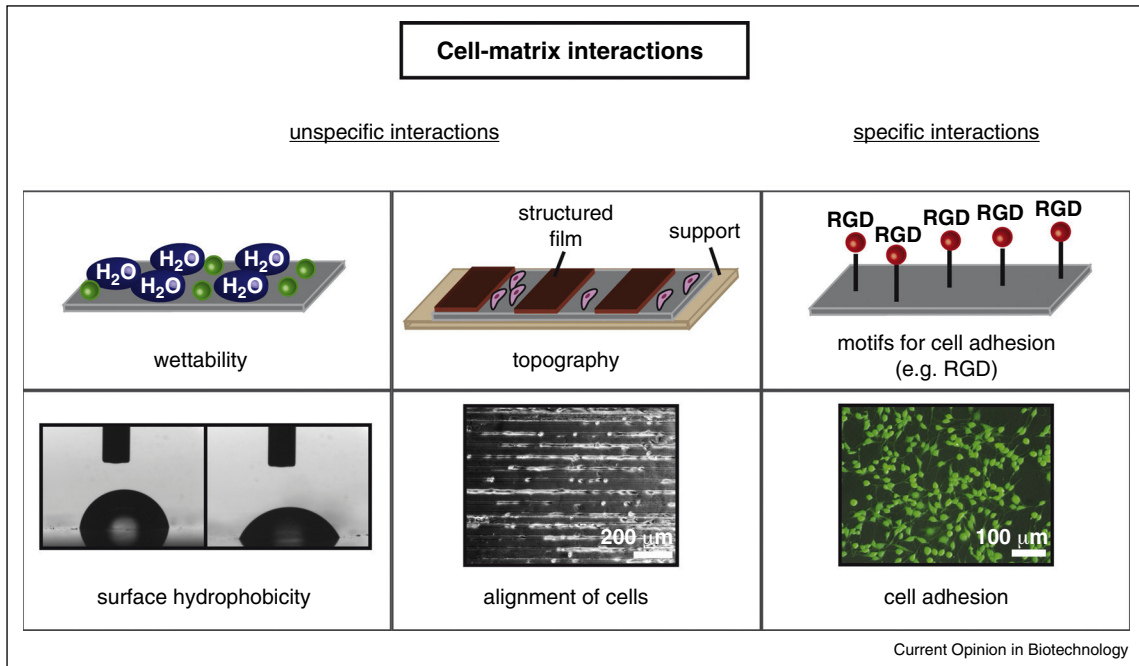 Cell-matrix interactions
unspecific interactions
specific interactions
H₂O
H₂O
H₂O
H₂O
H₂O
wettability
structured
film
support
topography
RGD
RGD
RGD
RGD
RGD
motifs for cell adhesion
(e.g. RGD)
surface hydrophobicity
200 μm
alignment of cells
100 μm
cell adhesion
Current Opinion in Biotechnology